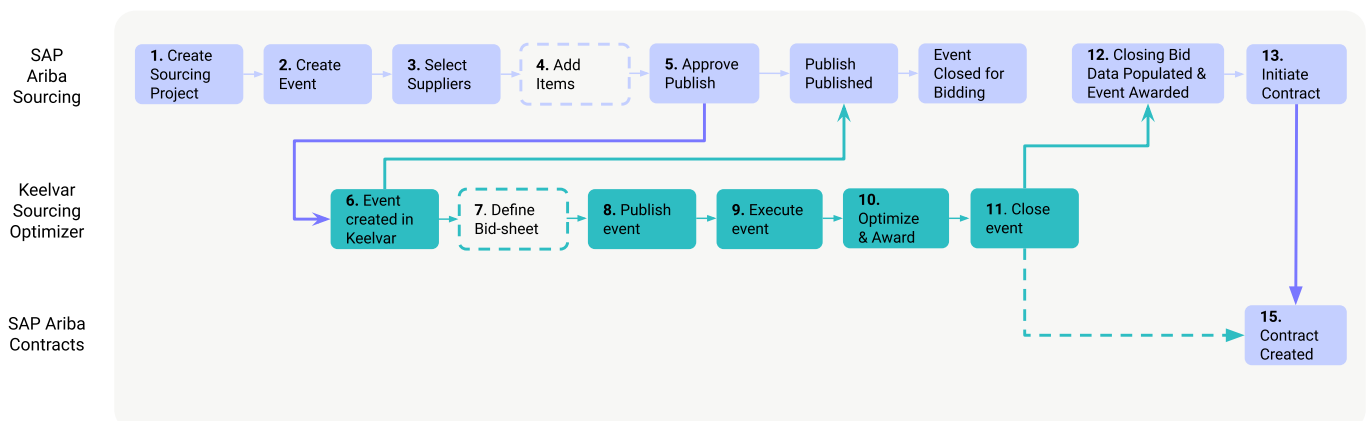 SAP
Ariba
Sourcing
1. Create
Sourcing
Project
2. Create
Event
3. Select
Suppliers
4. Add
Items
5. Approve
Publish
Publish
Published
Event
Closed for
Bidding
12. Closing Bid
Data Populated &
Event Awarded
13.
Initiate
Contract
Keelvar
Sourcing
Optimizer
6. Event
created in
Keelvar
7. Define
Bid-sheet
8. Publish
event
9. Execute
event
10.
Optimize
& Award
11. Close
event
SAP Ariba
Contracts
15.
Contract
Created